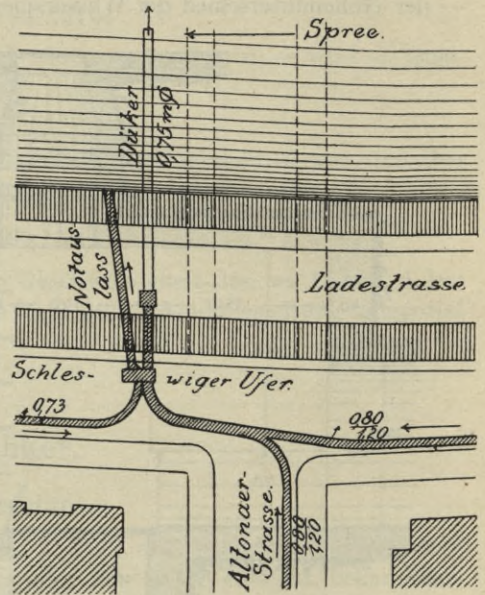 Spree.
Düker
0,75 mφ
Notaus-
lass
Ladestrasse
Schles-
wiger Ufer.
0,73
0,80
1,20
Altonaer-
Strasse.
0,80
1,20